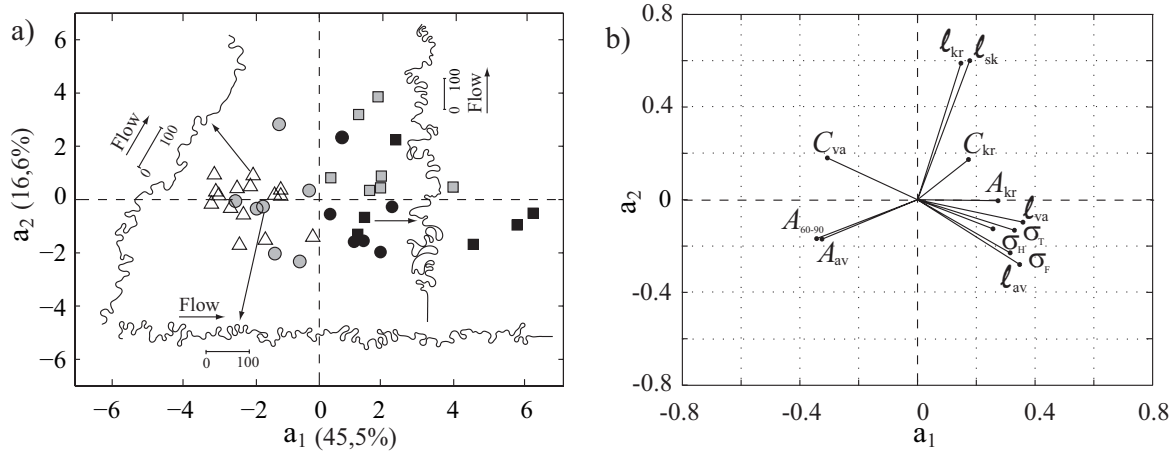 a)
6
4
2
0
−2
−4
−6
a2 (16,6%)
Flow
0 100
0 100
Flow
Flow
0 100
−6 −4 −2 0 2 4 6
a1 (45,5%)
b)
0.8
0.4
0
-0.4
-0.8
a2
ℓkr ℓsk
Cva Ckr
Akr
ℓva
A60-90 σT
Aav σH σF
ℓav
-0.8 -0.4 0 0.4 0.8
a1